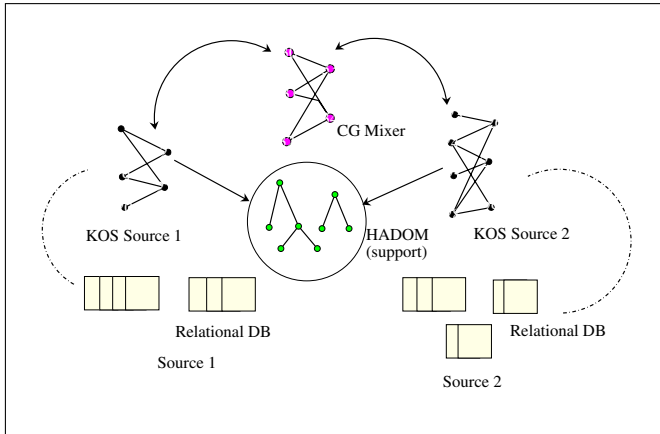 CG Mixer
KOS Source 1
HADOM
(support)
KOS Source 2
Relational DB
Relational DB
Source 1
Source 2